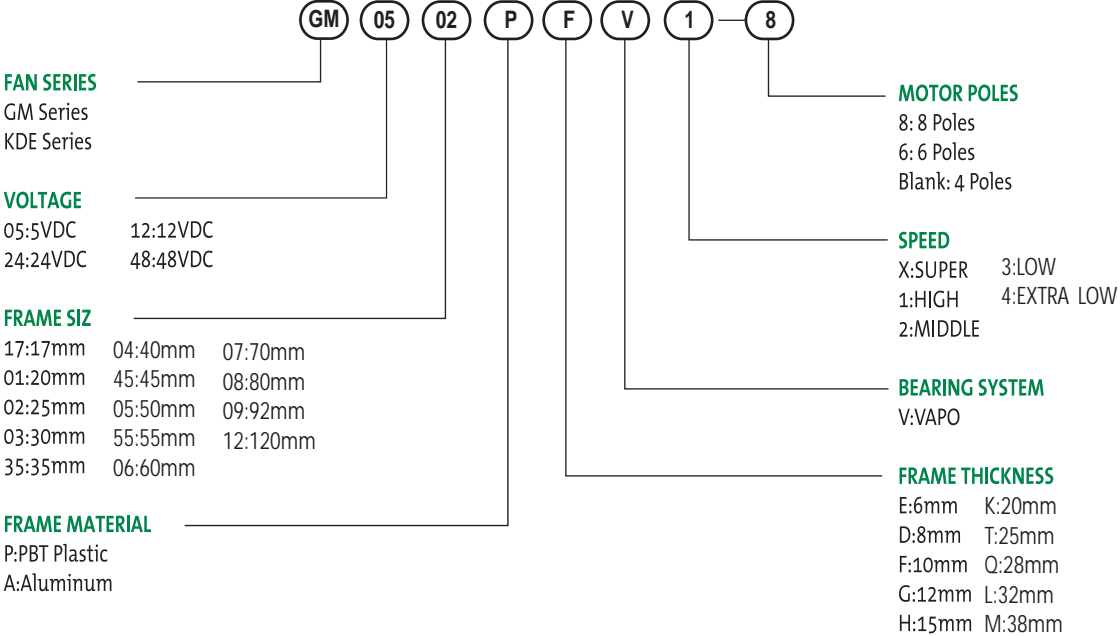 GM 05 02 P F V 1 — 8
FAN SERIES
GM Series
KDE Series
VOLTAGE
05:5VDC 12:12VDC
24:24VDC 48:48VDC
FRAME SIZ
17:17mm 04:40mm 07:70mm
01:20mm 45:45mm 08:80mm
02:25mm 05:50mm 09:92mm
03:30mm 55:55mm 12:120mm
35:35mm 06:60mm
FRAME MATERIAL
P:PBT Plastic
A:Aluminum
MOTOR POLES
8: 8 Poles
6: 6 Poles
Blank: 4 Poles
SPEED
X:SUPER 3:LOW
1:HIGH 4:EXTRA LOW
2:MIDDLE
BEARING SYSTEM
V:VAPO
FRAME THICKNESS
E:6mm K:20mm
D:8mm T:25mm
F:10mm Q:28mm
G:12mm L:32mm
H:15mm M:38mm